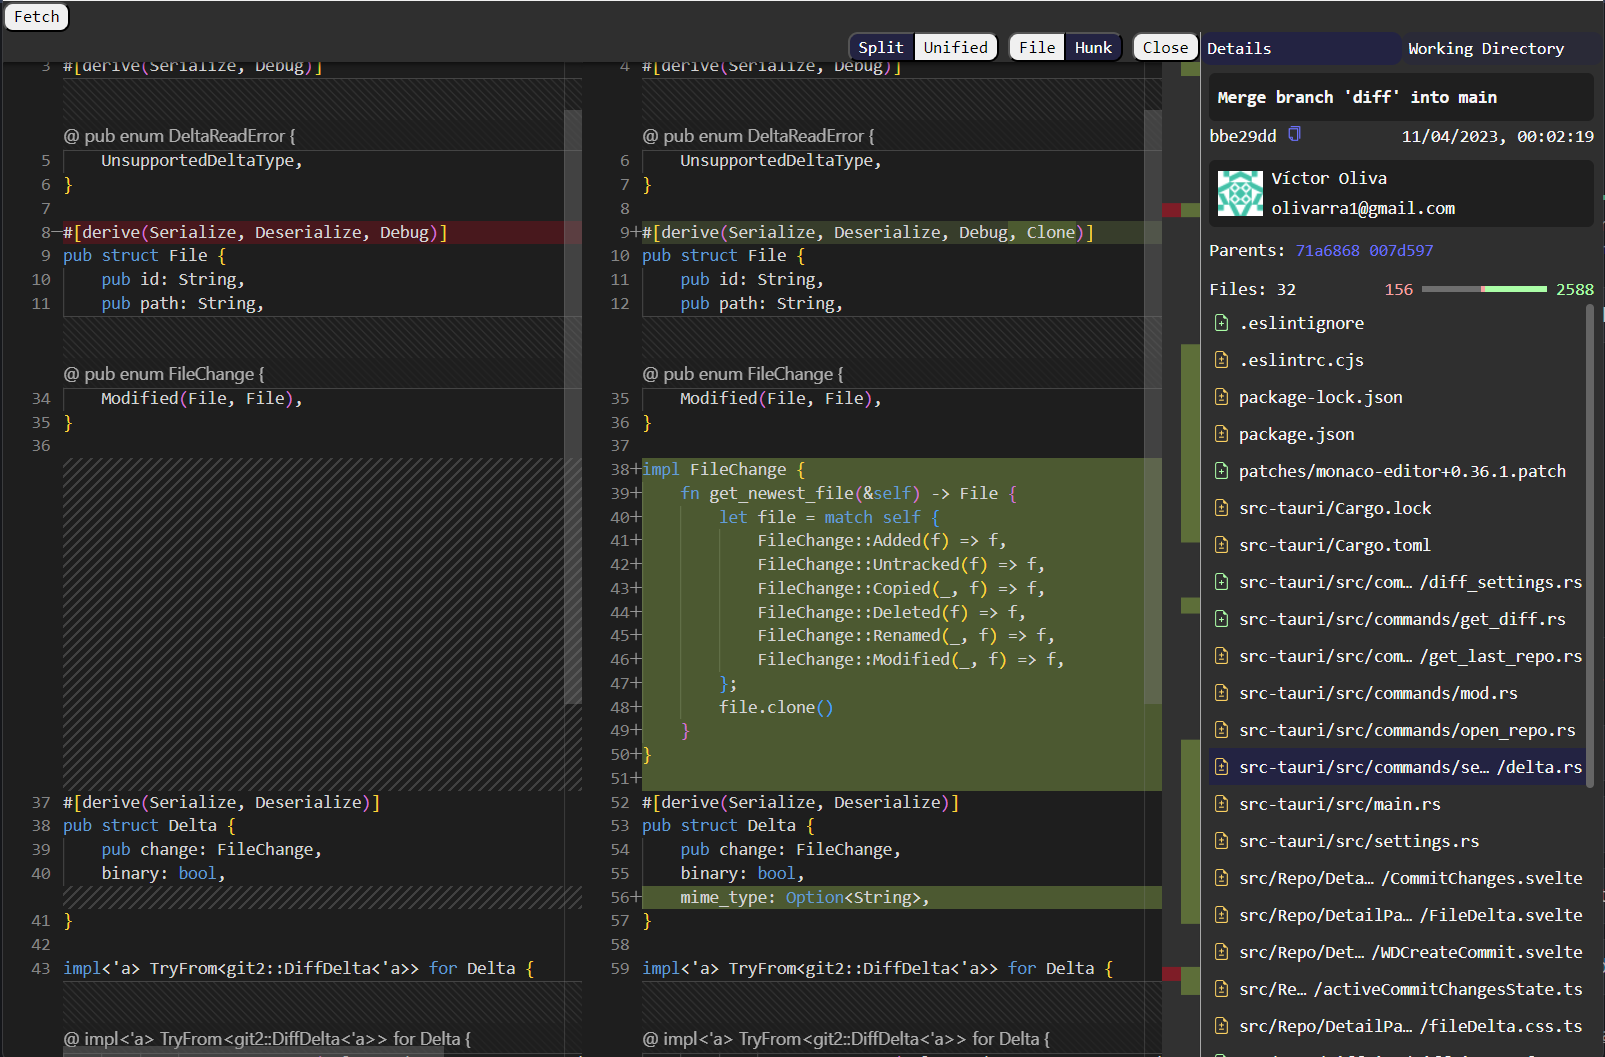 Fetch
Split Unified File Hunk Close
3 #[derive(Serialize, Debug)]
@ pub enum DeltaReadError {
5 UnsupportedDeltaType,
6 }
7
8—#[derive(Serialize, Deserialize, Debug)]
9 pub struct File {
10 pub id: String,
11 pub path: String,
@ pub enum FileChange {
34 Modified(File, File),
35 }
36
37 #[derive(Serialize, Deserialize)]
38 pub struct Delta {
39 pub change: FileChange,
40 binary: bool,
41 }
42
43 impl<'a> TryFrom<git2::DiffDelta<'a>> for Delta {
@ impl<'a> TryFrom<git2::DiffDelta<'a>> for Delta {
4 #[derive(Serialize, Debug)]
@ pub enum DeltaReadError {
6 UnsupportedDeltaType,
7 }
8
9+#[derive(Serialize, Deserialize, Debug, Clone)]
10 pub struct File {
11 pub id: String,
12 pub path: String,
@ pub enum FileChange {
35 Modified(File, File),
36 }
37
38+impl FileChange {
39+ fn get_newest_file(&self) -> File {
40+ let file = match self {
41+ FileChange::Added(f) => f,
42+ FileChange::Untracked(f) => f,
43+ FileChange::Copied(_, f) => f,
44+ FileChange::Deleted(f) => f,
45+ FileChange::Renamed(_, f) => f,
46+ FileChange::Modified(_, f) => f,
47+ };
48+ file.clone()
49+ }
50+}
51+
52 #[derive(Serialize, Deserialize)]
53 pub struct Delta {
54 pub change: FileChange,
55 binary: bool,
56+ mime_type: Option<String>,
57 }
58
59 impl<'a> TryFrom<git2::DiffDelta<'a>> for Delta {
@ impl<'a> TryFrom<git2::DiffDelta<'a>> for Delta {
Details Working Directory
Merge branch 'diff' into main
bbe29dd 11/04/2023, 00:02:19
Víctor Oliva
olivarra1@gmail.com
Parents: 71a6868 007d597
Files: 32 156 2588
.eslintignore
.eslintrc.cjs
package-lock.json
package.json
patches/monaco-editor+0.36.1.patch
src-tauri/Cargo.lock
src-tauri/Cargo.toml
src-tauri/src/com… /diff_settings.rs
src-tauri/src/commands/get_diff.rs
src-tauri/src/com… /get_last_repo.rs
src-tauri/src/commands/mod.rs
src-tauri/src/commands/open_repo.rs
src-tauri/src/commands/se… /delta.rs
src-tauri/src/main.rs
src-tauri/src/settings.rs
src/Repo/Deta… /CommitChanges.svelte
src/Repo/DetailPa… /FileDelta.svelte
src/Repo/Det… /WDCreateCommit.svelte
src/Re… /activeCommitChangesState.ts
src/Repo/DetailPa… /fileDelta.css.ts